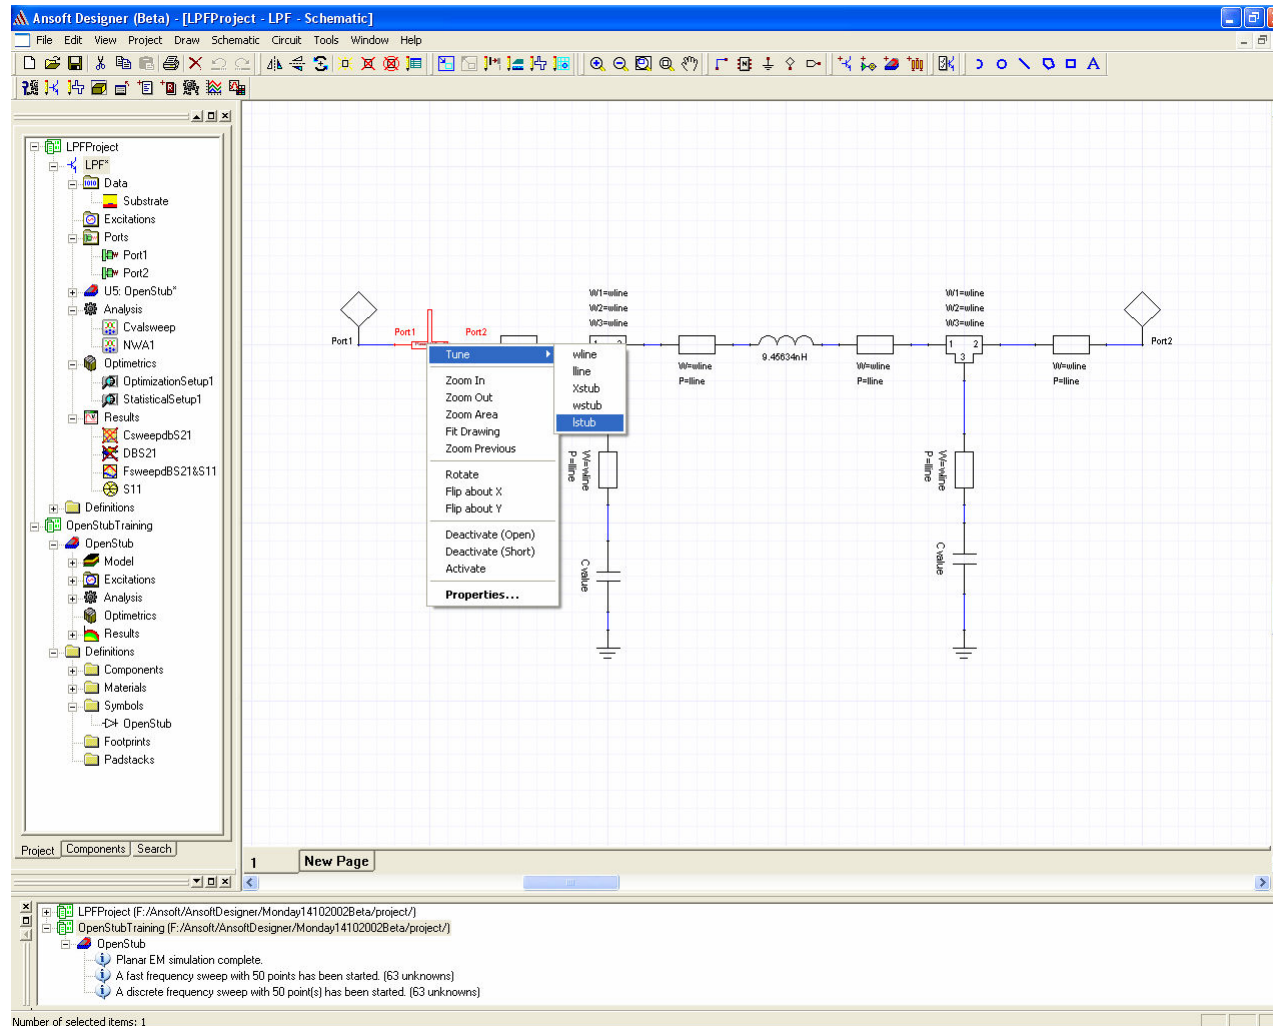 Ansoft Designer (Beta) - [LPFProject - LPF - Schematic]
File Edit View Project Draw Schematic Circuit Tools Window Help
LPFProject
LPF*
Data
Substrate
Excitations
Ports
Port1
Port2
U5: OpenStub*
Analysis
Cvalsweep
NWA1
Optimetrics
OptimizationSetup1
StatisticalSetup1
Results
CsweepdbS21
DBS21
FsweepdBS21&S11
S11
Definitions
OpenStubTraining
OpenStub
Model
Excitations
Analysis
Optimetrics
Results
Definitions
Components
Materials
Symbols
OpenStub
Footprints
Padstacks
Project Components Search
Port1
Port1
Port2
W1=wline
W2=wline
W3=wline
1 2
W=wline
P=lline
9.45634nH
W=wline
P=lline
W1=wline
W2=wline
W3=wline
1 2
3
W=wline
P=lline
Port2
Tune
Zoom In
Zoom Out
Zoom Area
Fit Drawing
Zoom Previous
Rotate
Flip about X
Flip about Y
Deactivate (Open)
Deactivate (Short)
Activate
Properties...
wline
lline
Xstub
wstub
lstub
W=wline
P=lline
Cvalue
W=wline
P=lline
Cvalue
1 New Page
LPFProject (F:/Ansoft/AnsoftDesigner/Monday14102002Beta/project/)
OpenStubTraining (F:/Ansoft/AnsoftDesigner/Monday14102002Beta/project/)
OpenStub
Planar EM simulation complete.
A fast frequency sweep with 50 points has been started. (63 unknowns)
A discrete frequency sweep with 50 point(s) has been started. (63 unknowns)
Number of selected items: 1